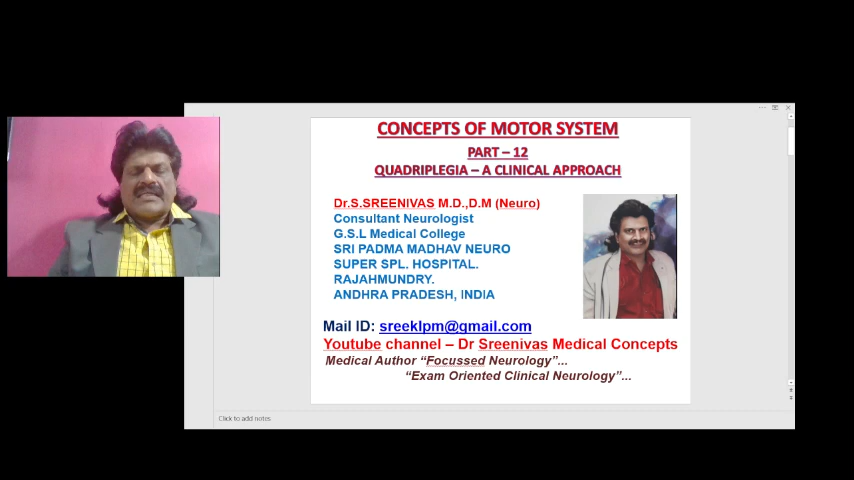 CONCEPTS OF MOTOR SYSTEM
PART – 12
QUADRIPLEGIA – A CLINICAL APPROACH
Dr.S.SREENIVAS M.D.,D.M (Neuro)
Consultant Neurologist
G.S.L Medical College
SRI PADMA MADHAV NEURO
SUPER SPL. HOSPITAL.
RAJAHMUNDRY.
ANDHRA PRADESH, INDIA
Mail ID: sreeklpm@gmail.com
Youtube channel – Dr Sreenivas Medical Concepts
Medical Author “Focussed Neurology”...
“Exam Oriented Clinical Neurology”...
Click to add notes